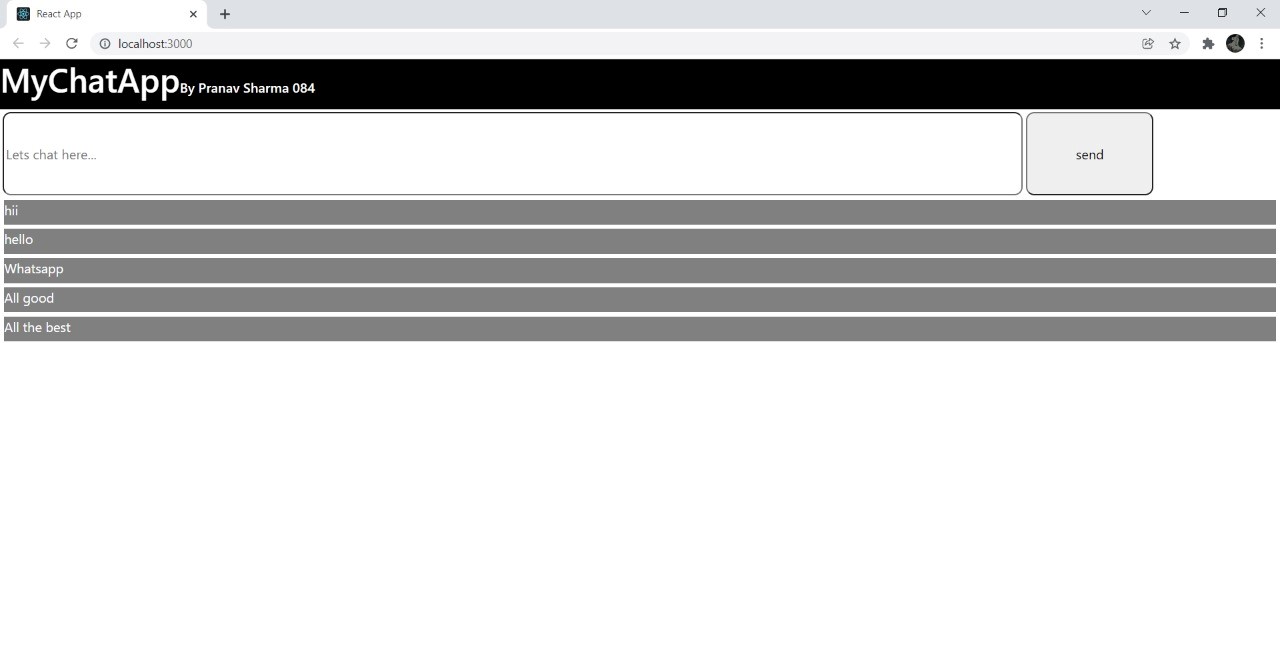 React App
localhost:3000
MyChatAppBy Pranav Sharma 084
Lets chat here...
send
hii
hello
Whatsapp
All good
All the best